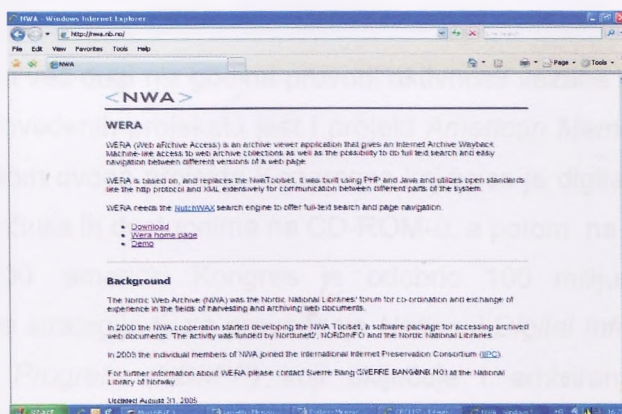 NWA - Windows Internet Explorer
http://nwa.nb.no/
File Edit View Favorites Tools Help
NWA
Page Tools
<NWA>
WERA
WERA (Web aRchive Access) is an archive viewer application that gives an Internet Archive Wayback
Machine-like access to web archive collections as well as the possibility to do full text search and easy
navigation between different versions of a web page.
WERA is based on, and replaces the NwaToolset. It was built using PHP and Java and utilizes open standards
like the http protocol and XML extensively for communication between different parts of the system.
WERA needs the NutchWAX search engine to offer full-text search and page navigation.
Download
Wera home page
Demo
Background
The Nordic Web Archive (NWA) was the Nordic National Libraries' forum for co-ordination and exchange of
experience in the fields of harvesting and archiving web documents.
In 2000 the NWA cooperation started developing the NWA Toolset, a software package for accessing archived
web documents. The activity was funded by Nordunet2, NORDINFO and the Nordic National Libraries.
In 2003 the individual members of NWA joined the International Internet Preservation Consortium (IIPC).
For further information about WERA please contact Sverre Bang (SVERRE.BANG@NB.NO) at the National
Library of Norway
Updated August 31, 2005
start